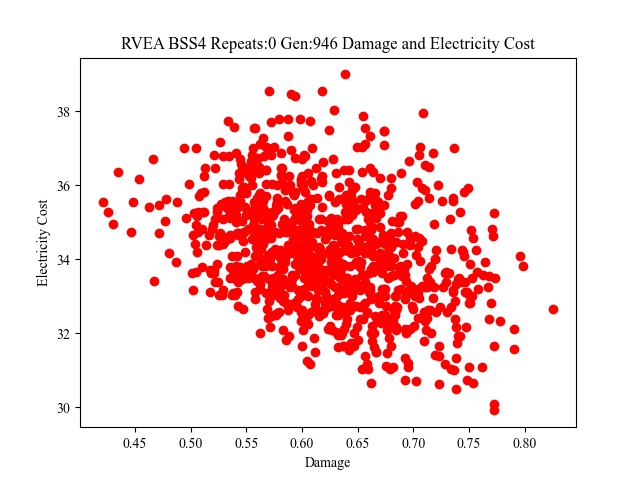 RVEA BSS4 Repeats:0 Gen:946 Damage and Electricity Cost
38
36
34
32
30
Electricity Cost
0.45 0.50 0.55 0.60 0.65 0.70 0.75 0.80
Damage